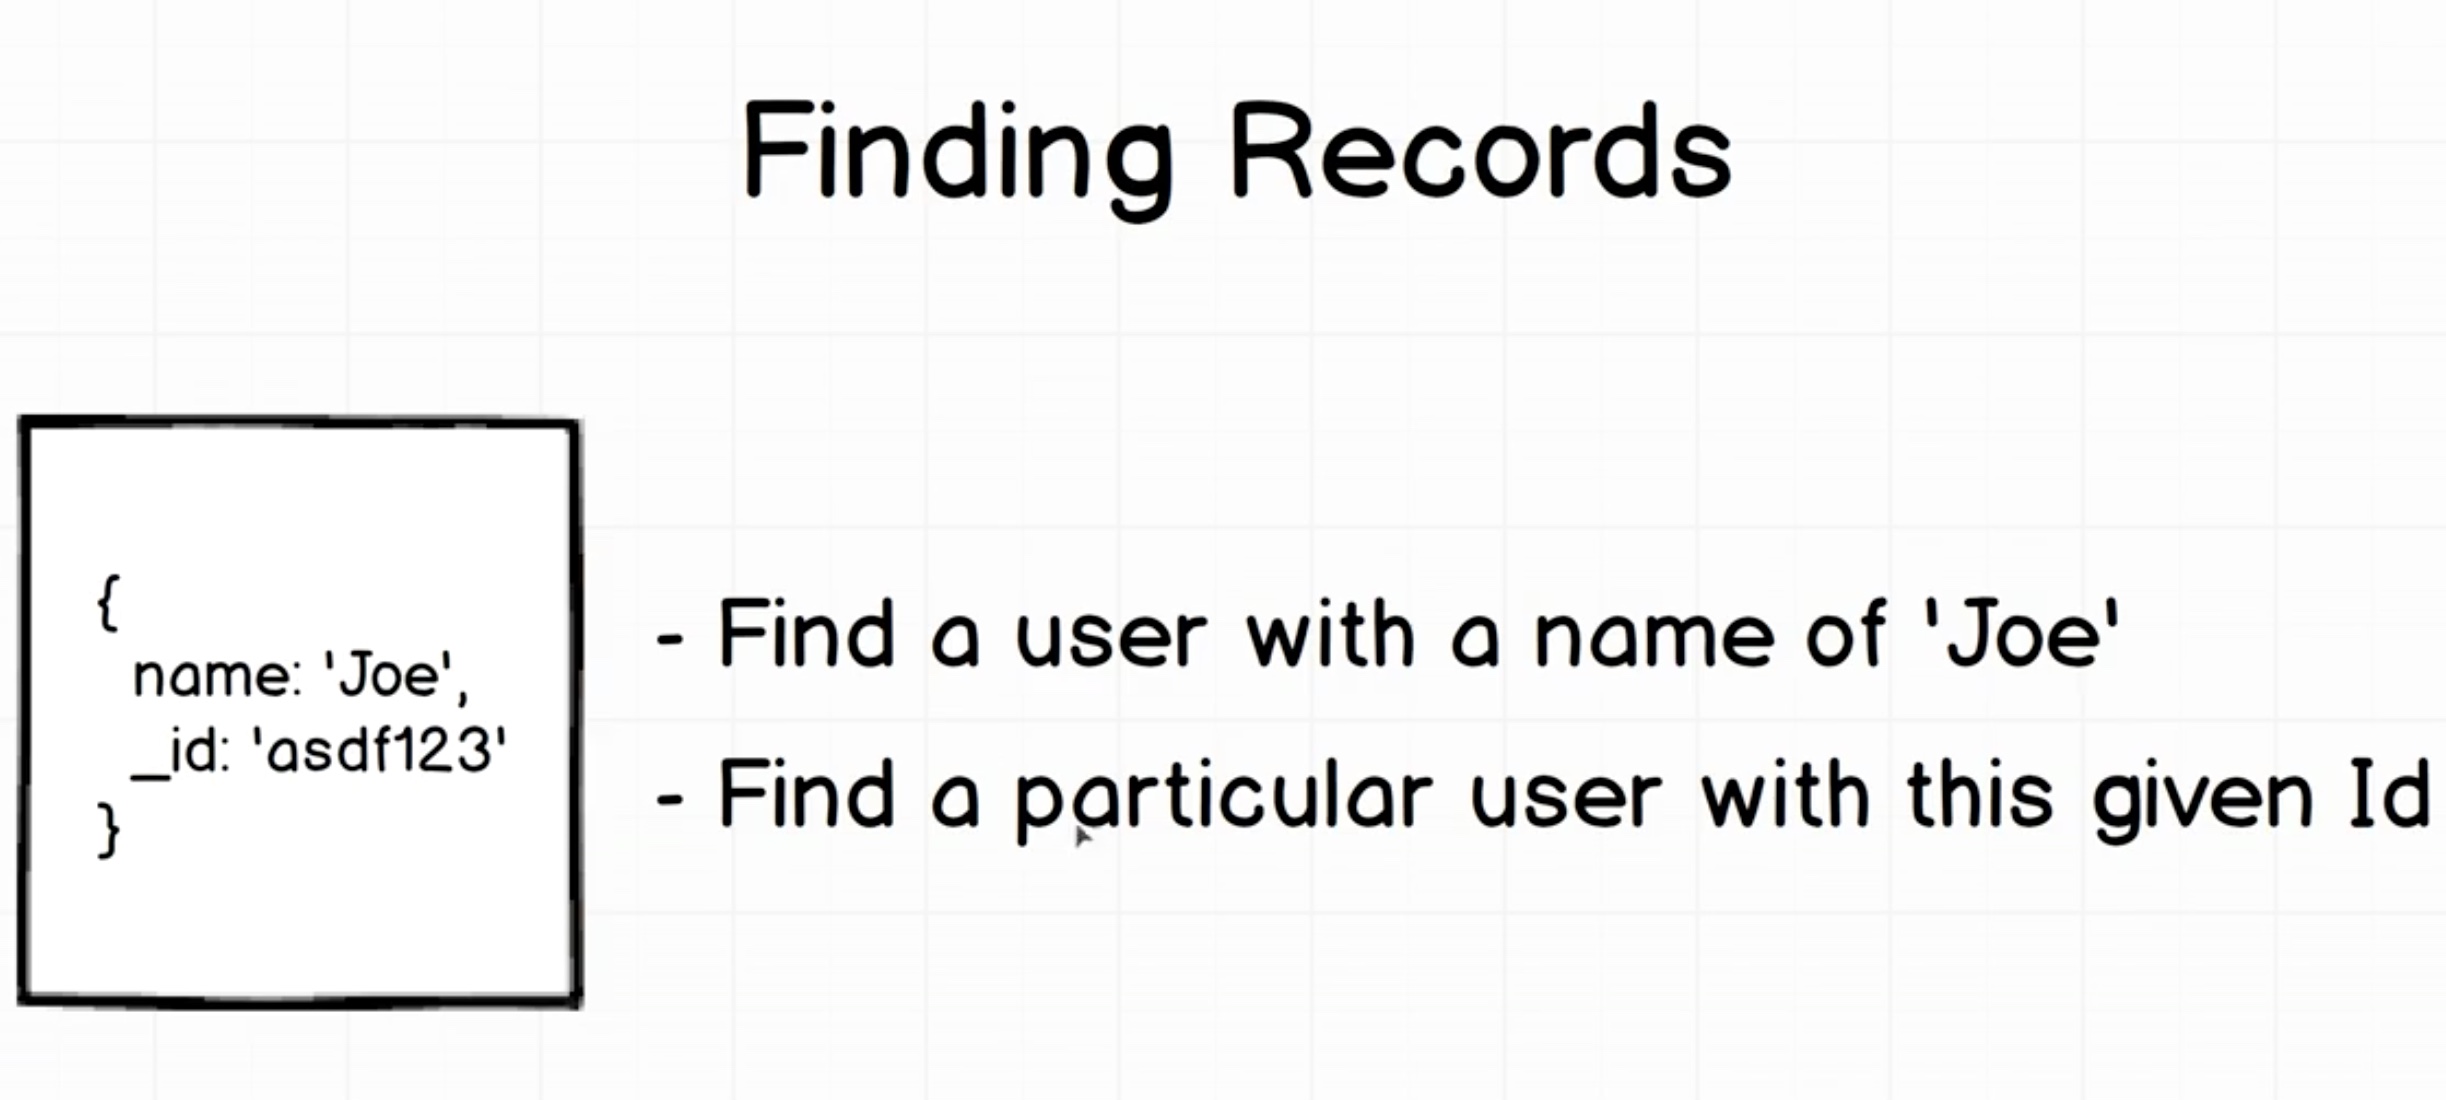 Finding Records
{
name: 'Joe',
_id: 'asdf123'
}
- Find a user with a name of 'Joe'
- Find a particular user with this given Id